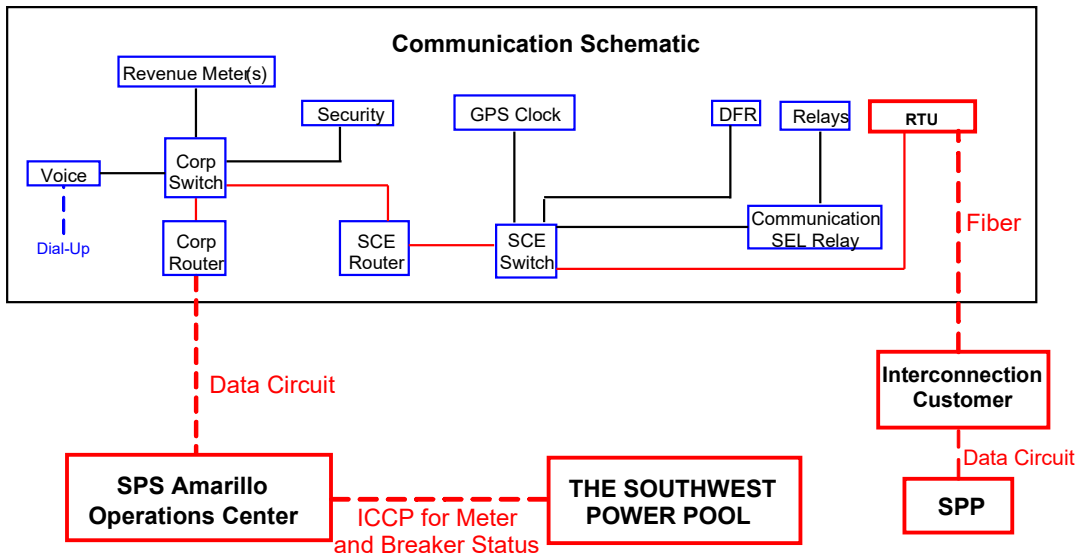 Communication Schematic
Revenue Meter(s)
Security
GPS Clock
DFR
Relays
RTU
Voice
Corp
Switch
Dial-Up
Corp
Router
SCE
Router
SCE
Switch
Communication
SEL Relay
Fiber
Data Circuit
Interconnection
Customer
Data Circuit
SPS Amarillo
Operations Center
ICCP for Meter
and Breaker Status
THE SOUTHWEST
POWER POOL
SPP